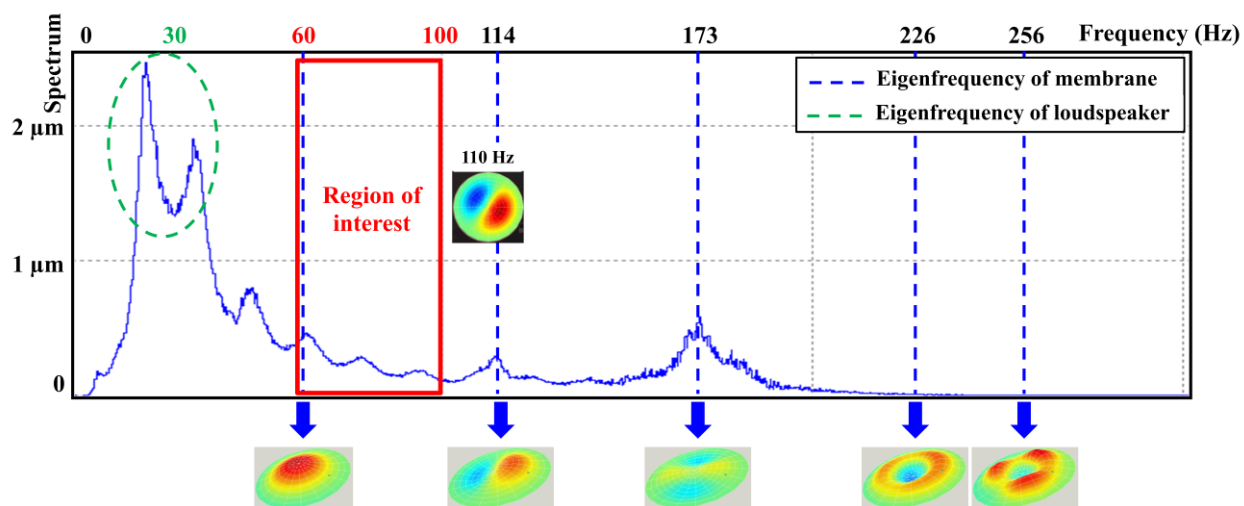 0 30 60 100 114 173 226 256 Frequency (Hz)
Spectrum
Eigenfrequency of membrane
Eigenfrequency of loudspeaker
2 μm
110 Hz
Region of
interest
1 μm
0